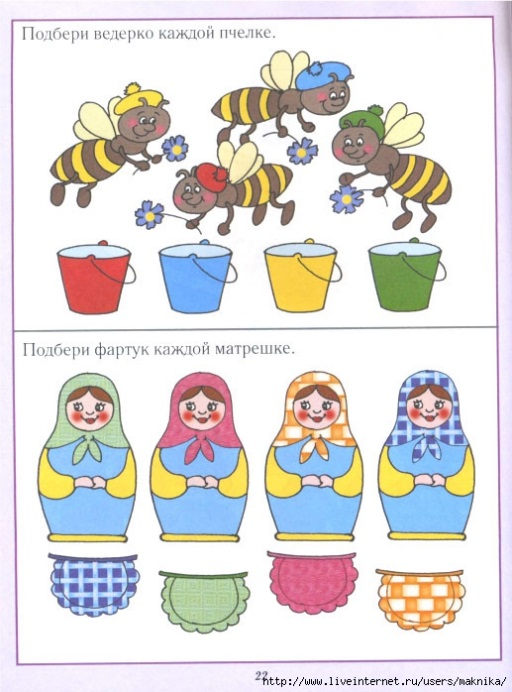 Подбери ведерко каждой пчелке.
Подбери фартук каждой матрешке.
22
http://www.liveinternet.ru/users/maknika/